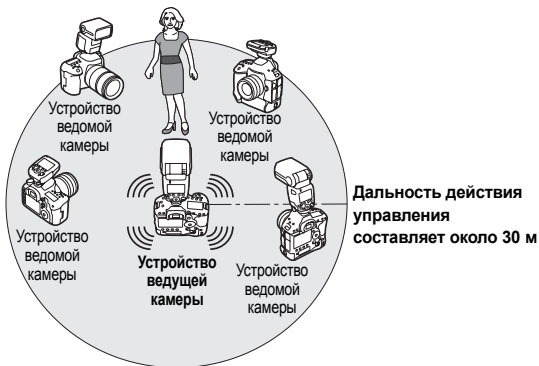 Устройство
ведомой
камеры
Устройство
ведомой
камеры
Устройство
ведомой
камеры
Устройство
ведущей
камеры
Устройство
ведомой
камеры
Дальность действия
управления
составляет около 30 м